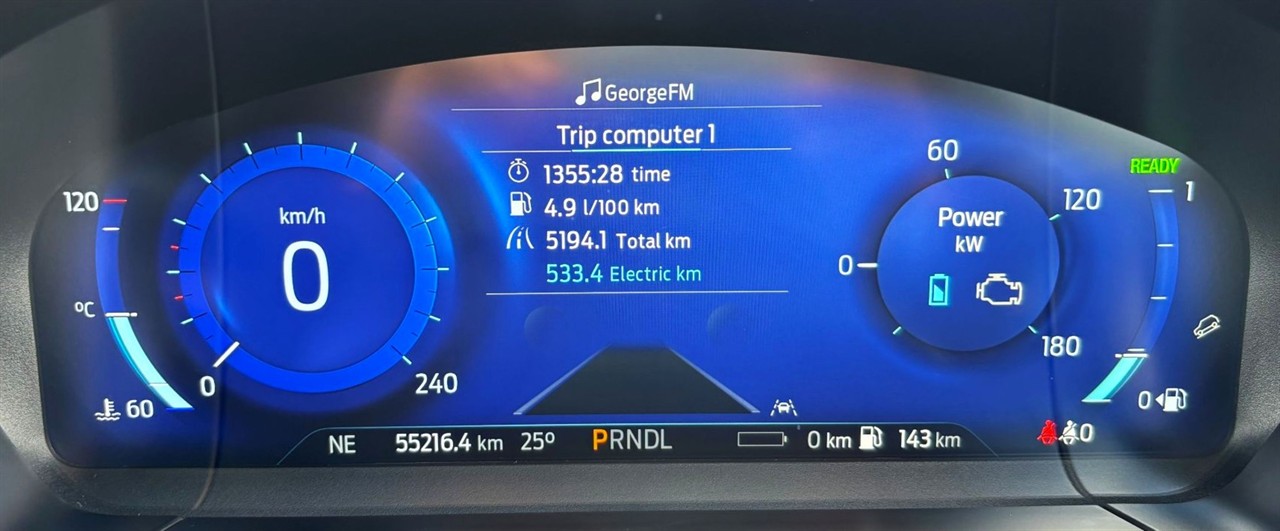 GeorgeFM
Trip computer 1
1355:28 time
4.9 l/100 km
5194.1 Total km
533.4 Electric km
120
°C
60
km/h
0
0
240
60
120
0
Power
kW
180
READY
1
0
NE 55216.4 km 25° PRNDL 0 km 143 km
0